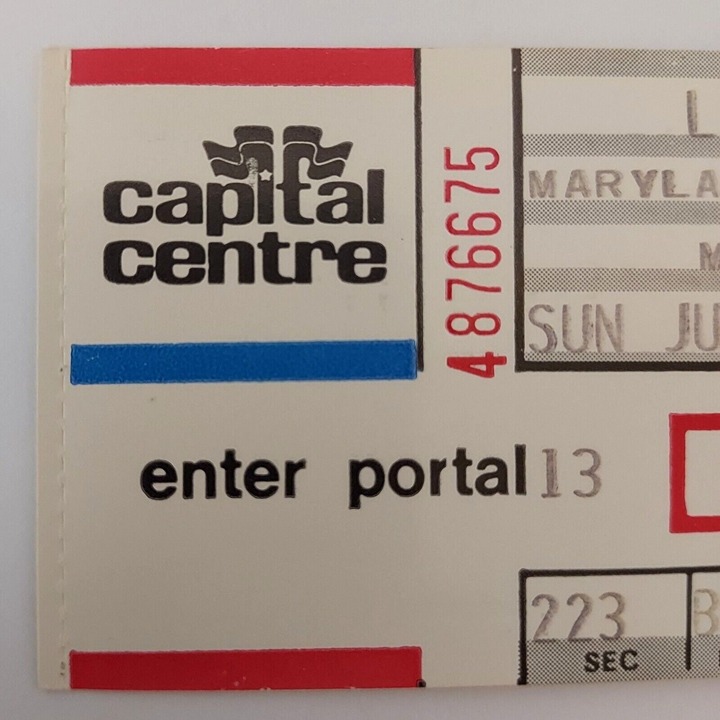 capital
centre
4876675
L
MARYLA
M
SUN JU
enter portal 13
223 B
SEC